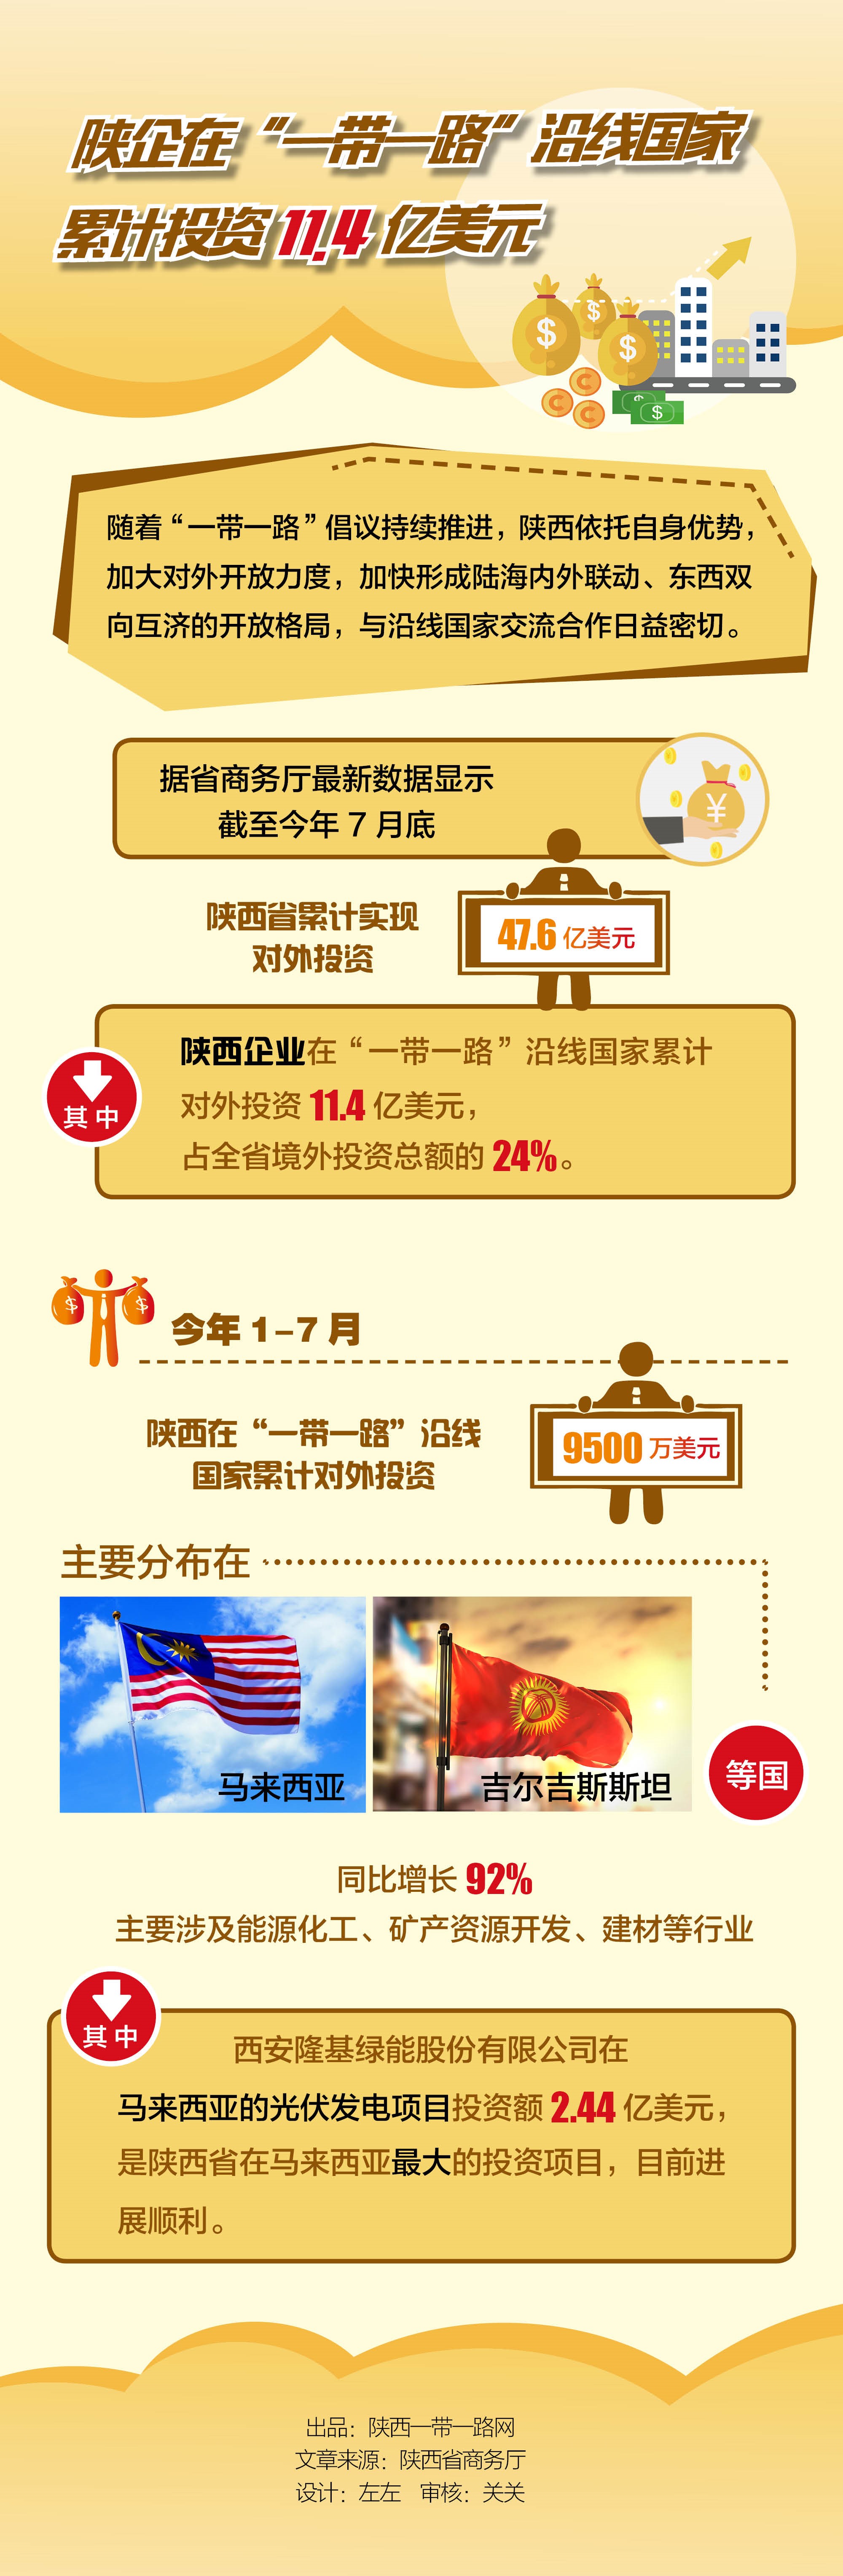 陕企在“一带一路”沿线国家
累计投资11.4亿美元
随着“一带一路”倡议持续推进，陕西依托自身优势，
加大对外开放力度，加快形成陆海内外联动、东西双
向互济的开放格局，与沿线国家交流合作日益密切。
据省商务厅最新数据显示
截至今年7月底
陕西省累计实现
对外投资
47.6亿美元
其中
陕西企业在“一带一路”沿线国家累计
对外投资11.4亿美元，
占全省境外投资总额的24%。
今年1-7月
陕西在“一带一路”沿线
国家累计对外投资
9500万美元
主要分布在
马来西亚
吉尔吉斯斯坦
等国
同比增长92%
主要涉及能源化工、矿产资源开发、建材等行业
其中
西安隆基绿能股份有限公司在
马来西亚的光伏发电项目投资额2.44亿美元，
是陕西省在马来西亚最大的投资项目，目前进
展顺利。
出品：陕西一带一路网
文章来源：陕西省商务厅
设计：左左 审核：关关